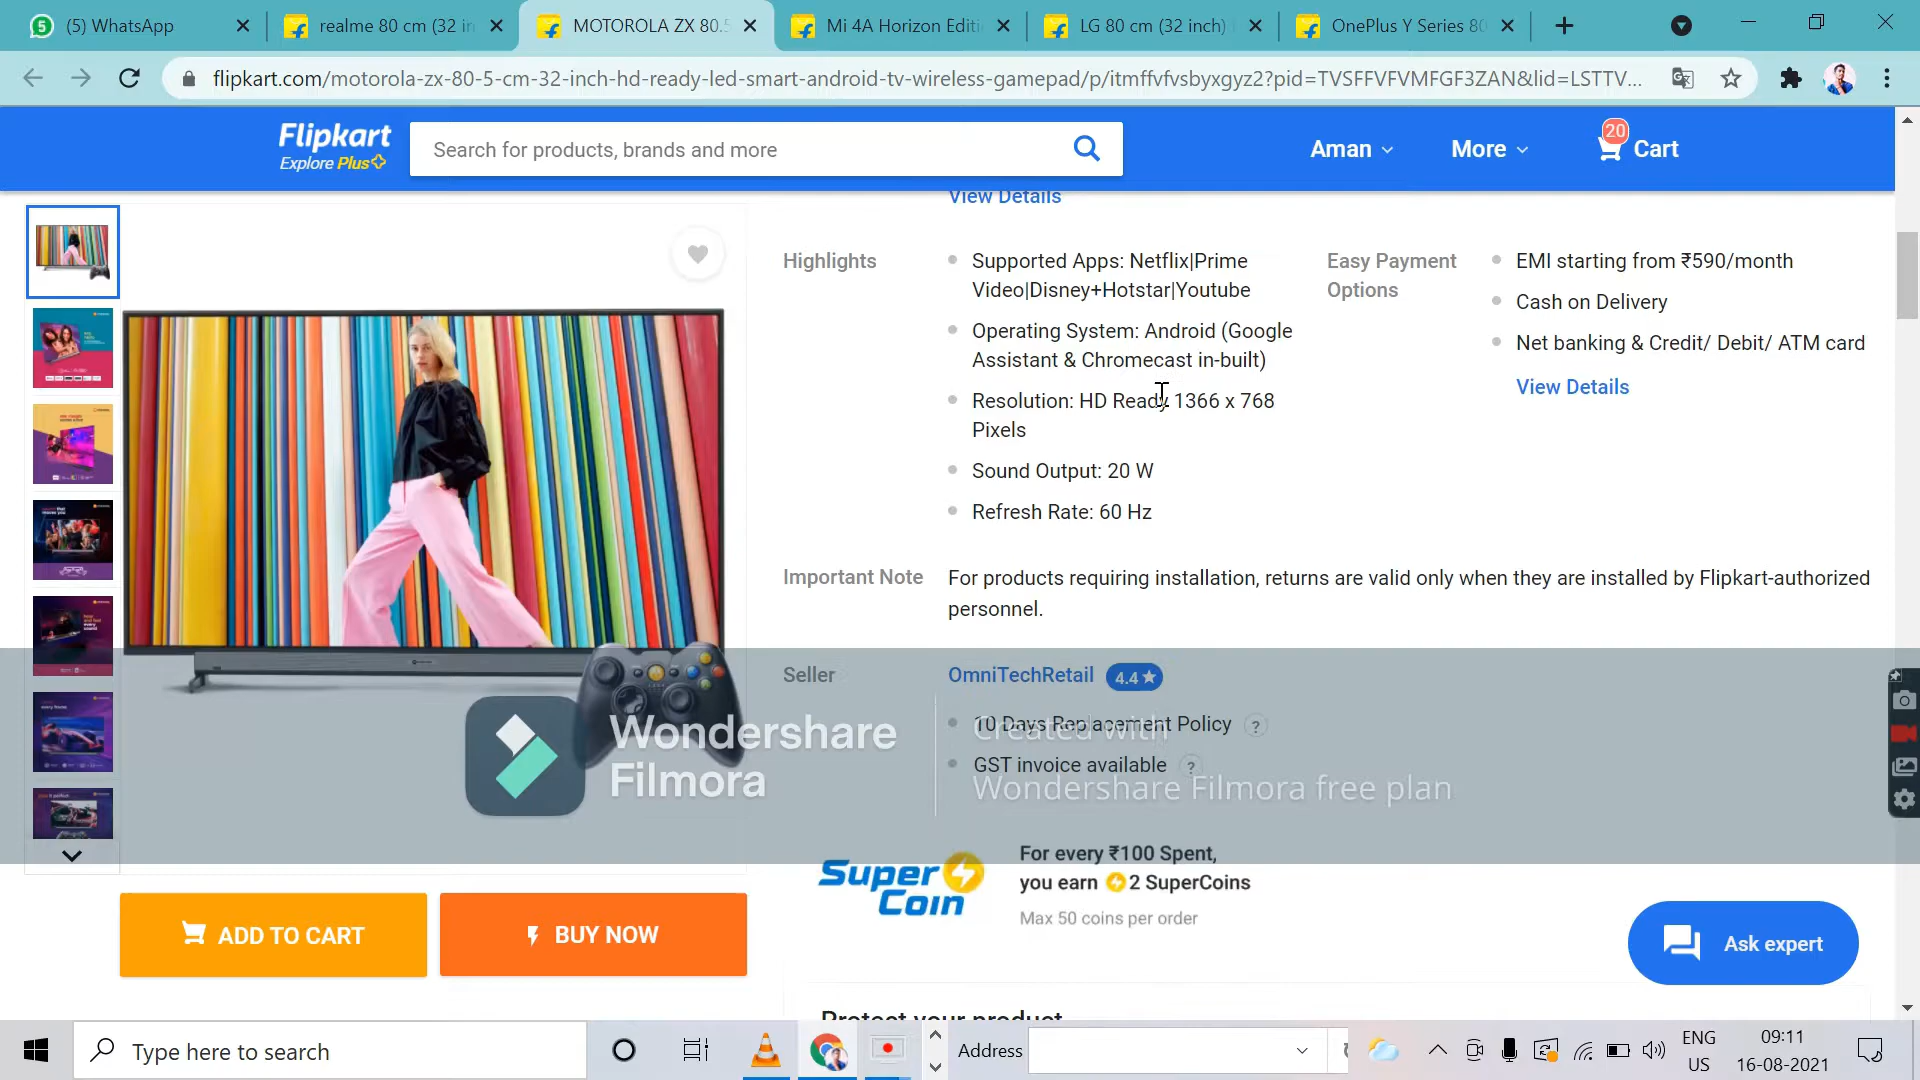 5
(5) WhatsApp
realme 80 cm (32 in
MOTOROLA ZX 80.5
Mi 4A Horizon Editi
LG 80 cm (32 inch)
OnePlus Y Series 80
flipkart.com/motorola-zx-80-5-cm-32-inch-hd-ready-led-smart-android-tv-wireless-gamepad/p/itmffvfvsbyxgyz2?pid=TVSFFVFVMFGF3ZAN&lid=LSTTV...
Flipkart
Explore Plus
Search for products, brands and more
Aman
More
20
Cart
View Details
Highlights
Supported Apps: Netflix|Prime
Video|Disney+Hotstar|Youtube
Operating System: Android (Google
Assistant & Chromecast in-built)
Resolution: HD Ready 1366 x 768
Pixels
Sound Output: 20 W
Refresh Rate: 60 Hz
Easy Payment
Options
EMI starting from ₹590/month
Cash on Delivery
Net banking & Credit/ Debit/ ATM card
View Details
Important Note
For products requiring installation, returns are valid only when they are installed by Flipkart-authorized
personnel.
Seller
OmniTechRetail
4.4★
10 Days Replacement Policy ?
GST invoice available ?
Wondershare
Filmora
Created with
Wondershare Filmora free plan
Super
Coin
For every ₹100 Spent,
you earn 2 SuperCoins
Max 50 coins per order
ADD TO CART
BUY NOW
Ask expert
Protect your product
Type here to search
Address
ENG
US
09:11
16-08-2021